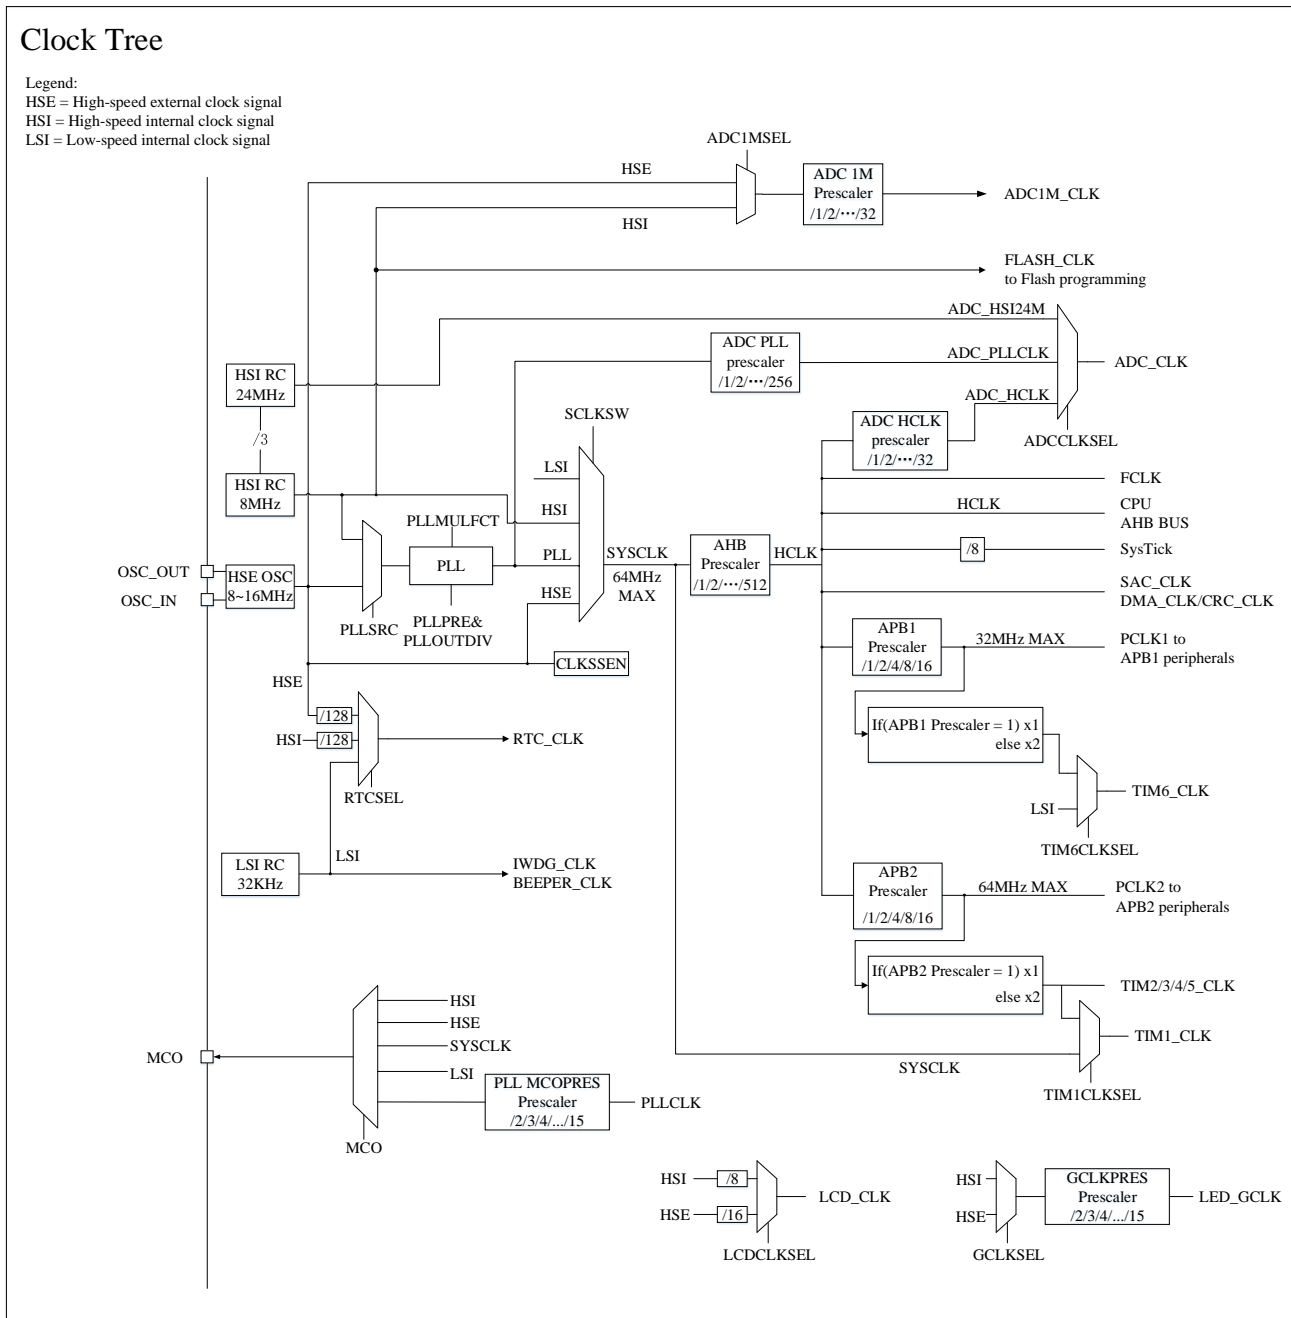 Clock Tree
Legend:
HSE = High-speed external clock signal
HSI = High-speed internal clock signal
LSI = Low-speed internal clock signal
ADC1MSEL
HSE
HSI
ADC 1M
Prescaler
/1/2/···/32
ADC1M_CLK
FLASH_CLK
to Flash programming
ADC_HSI24M
ADC PLL
prescaler
/1/2/···/256
ADC_PLLCLK
ADC_CLK
HSI RC
24MHz
ADC_HCLK
/3
SCLKSW
ADC HCLK
prescaler
/1/2/···/32
ADCCLKSEL
LSI
HSI RC
8MHz
FCLK
HSI
PLLMULFCT
HCLK
CPU
AHB BUS
PLL
PLL
SYSCLK
64MHz
MAX
AHB
Prescaler
/1/2/···/512
HCLK
/8
SysTick
OSC_OUT
OSC_IN
HSE OSC
8~16MHz
HSE
SAC_CLK
DMA_CLK/CRC_CLK
PLLSRC
PLLPRE&
PLLOUTDIV
APB1
Prescaler
/1/2/4/8/16
32MHz MAX
PCLK1 to
APB1 peripherals
CLKSSEN
HSE
/128
HSI
/128
RTC_CLK
RTCSEL
If(APB1 Prescaler = 1) x1
else x2
TIM6_CLK
LSI
TIM6CLKSEL
LSI RC
32KHz
LSI
IWDG_CLK
BEEPER_CLK
APB2
Prescaler
/1/2/4/8/16
64MHz MAX
PCLK2 to
APB2 peripherals
If(APB2 Prescaler = 1) x1
else x2
TIM2/3/4/5_CLK
TIM1_CLK
SYSCLK
TIM1CLKSEL
MCO
HSI
HSE
SYSCLK
LSI
PLL MCOPRES
Prescaler
/2/3/4/.../15
PLLCLK
MCO
HSI
/8
HSE
/16
LCD_CLK
LCDCLKSEL
HSI
HSE
GCLKPRES
Prescaler
/2/3/4/.../15
LED_GCLK
GCLKSEL